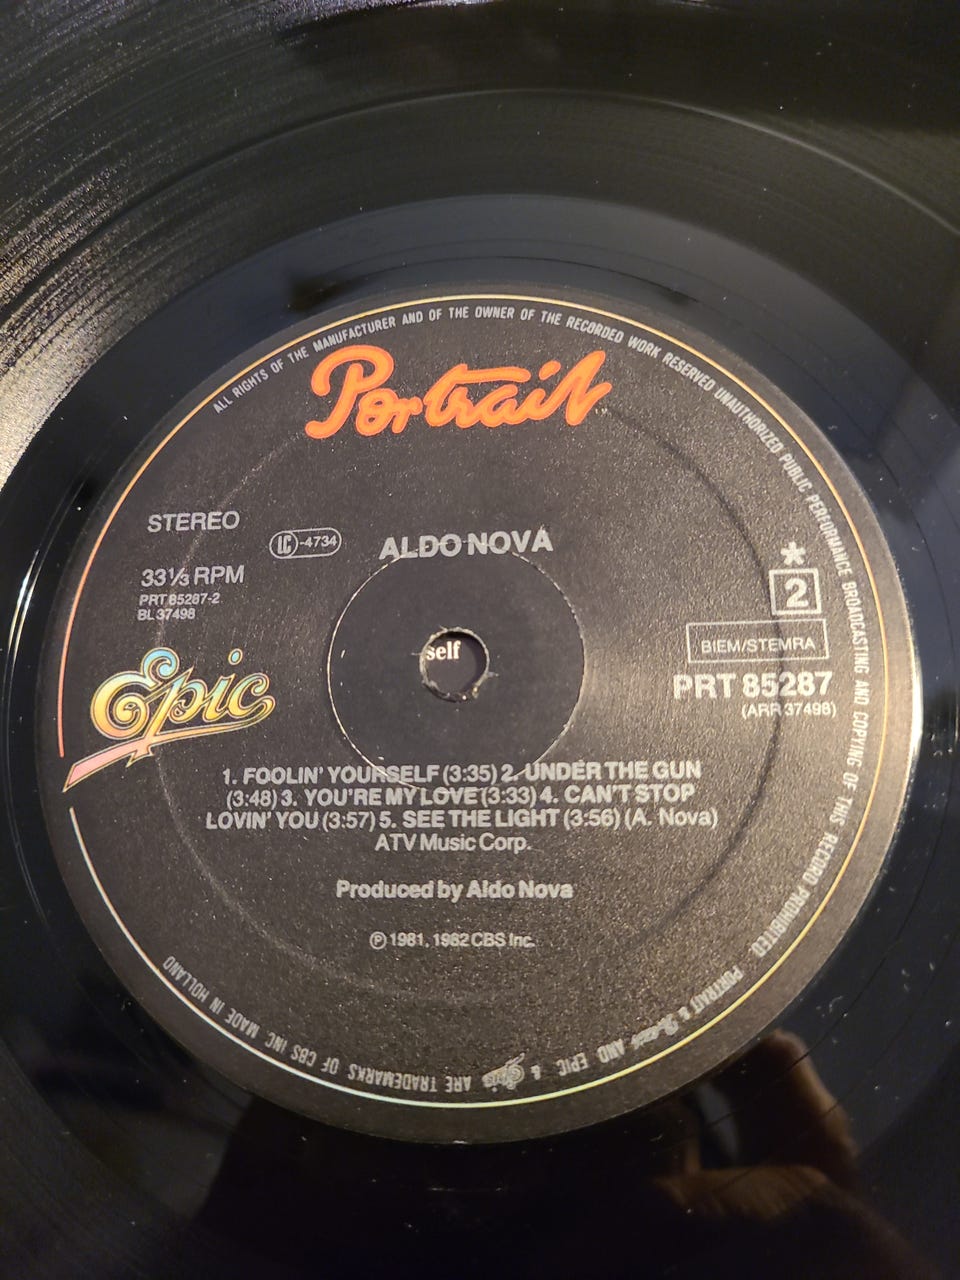 ALL RIGHTS OF THE MANUFACTURER AND OF THE OWNER OF THE RECORDED WORK RESERVED UNAUTHORIZED PUBLIC PERFORMANCE BROADCASTING AND COPYING OF THIS RECORD PROHIBITED
Portrait
STEREO
LC-4734
ALDO NOVA
33⅓ RPM
PRT 85287-2
BL 37498
*
2
BIEM/STEMRA
self
Epic
PRT 85287
(ARR 37498)
1. FOOLIN' YOURSELF (3:35) 2. UNDER THE GUN
(3:48) 3. YOU'RE MY LOVE (3:33) 4. CAN'T STOP
LOVIN' YOU (3:57) 5. SEE THE LIGHT (3:56) (A. Nova)
ATV Music Corp.
Produced by Aldo Nova
℗ 1981, 1982 CBS Inc.
PORTRAIT & Portrait AND EPIC & Epic ARE TRADEMARKS OF CBS INC MADE IN HOLLAND